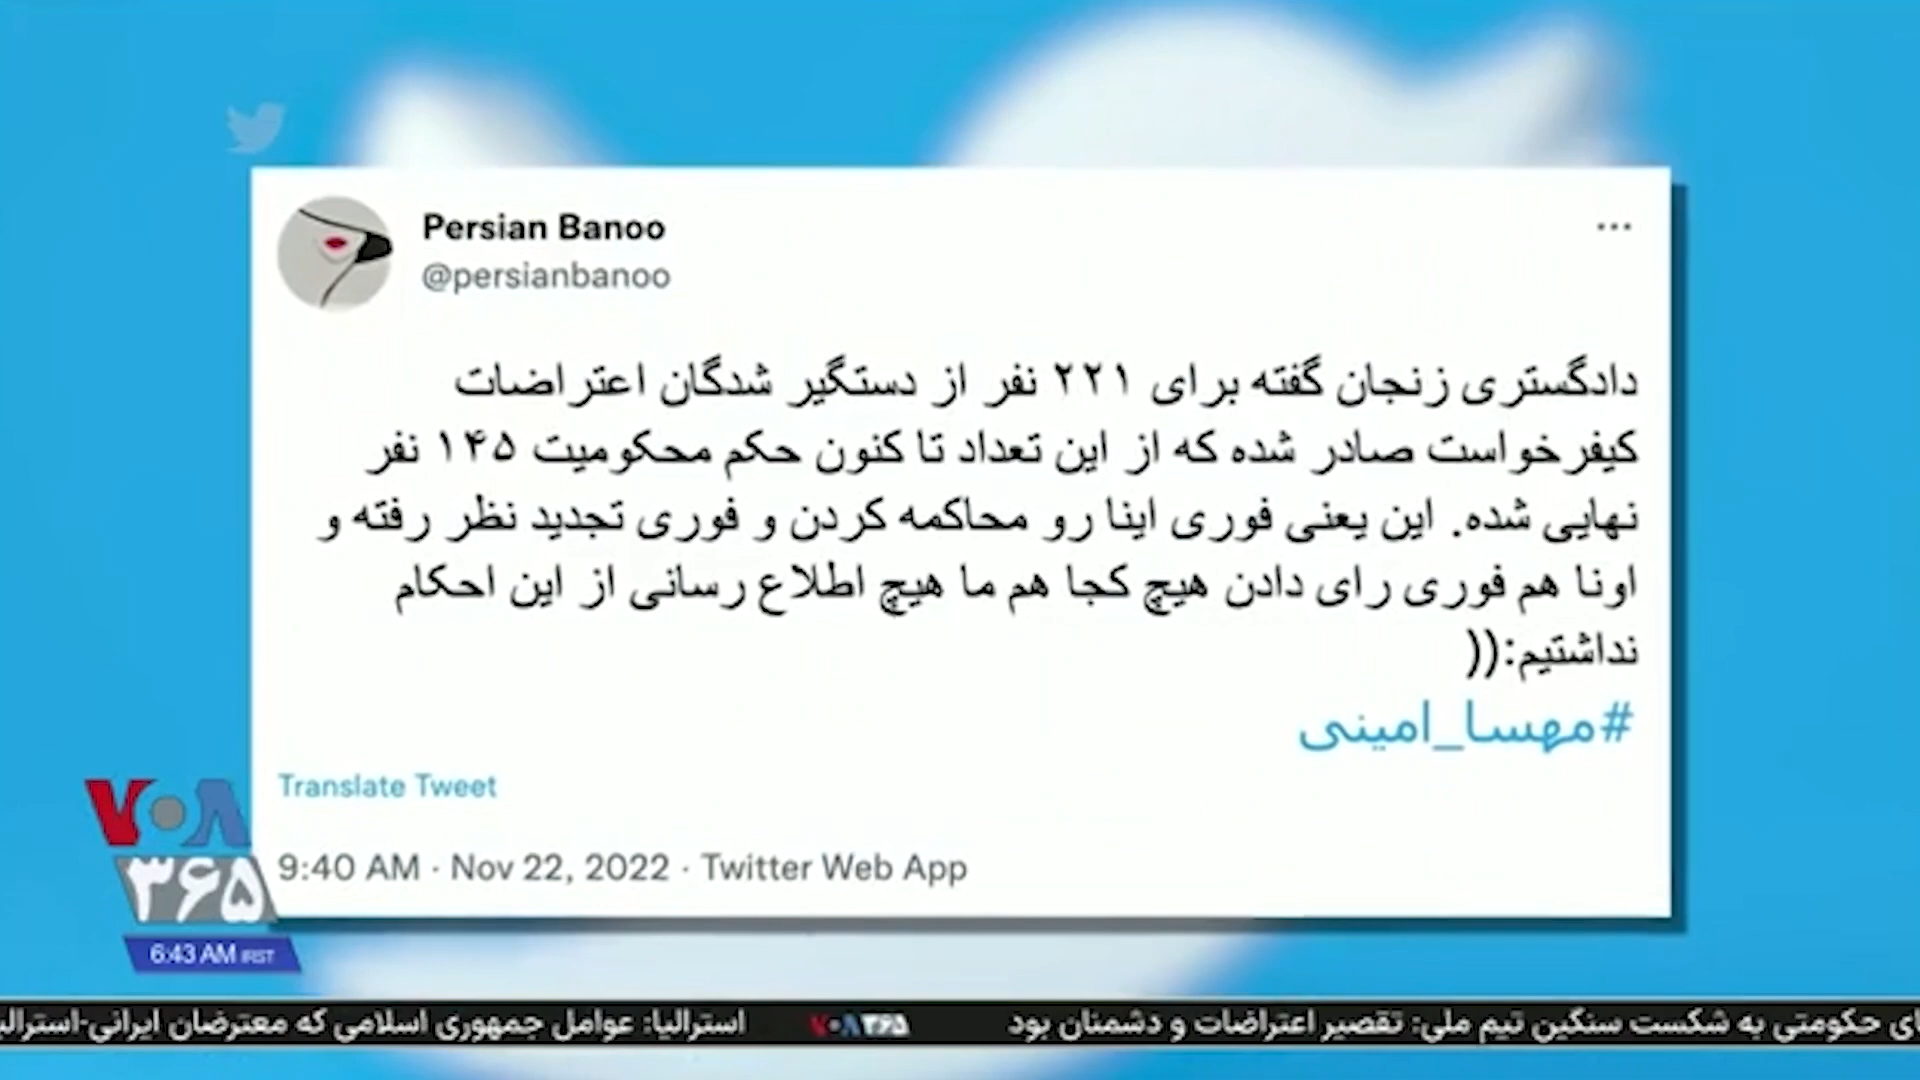 Persian Banoo
@persianbanoo
دادگستری زنجان گفته برای ۲۲۱ نفر از دستگیر شدگان اعتراضات
کیفرخواست صادر شده که از این تعداد تا کنون حکم محکومیت ۱۴۵ نفر
نهایی شده. این یعنی فوری اینا رو محاکمه کردن و فوری تجدید نظر رفته و
اونا هم فوری رای دادن هیچ کجا هم ما هیچ اطلاع رسانی از این احکام
نداشتیم:((
#مهسا_امینی
Translate Tweet
9:40 AM · Nov 22, 2022 · Twitter Web App
VOA
۳۶۵
6:43 AM IRST
ای حکومتی به شکست سنگین تیم ملی: تقصیر اعتراضات و دشمنان بود VOA۳۶۵ استرالیا: عوامل جمهوری اسلامی که معترضان ایرانی-استرالی